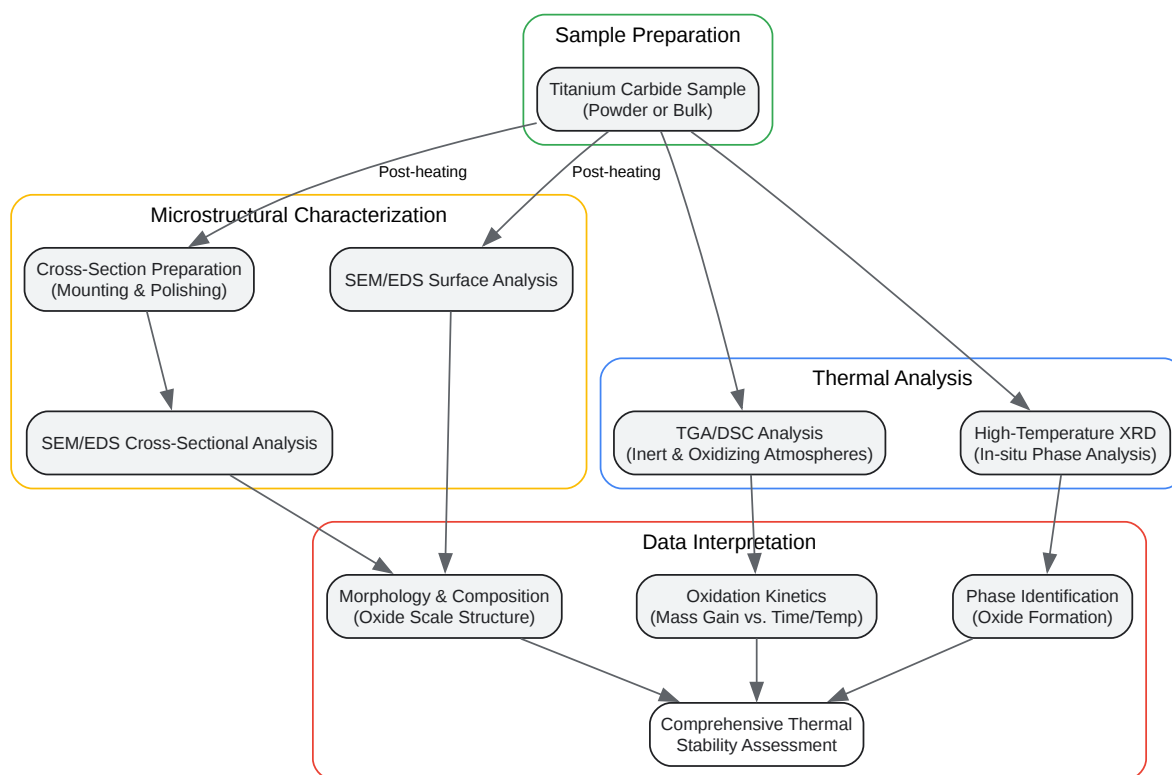 Sample Preparation
Titanium Carbide Sample
(Powder or Bulk)
Post-heating
Post-heating
Microstructural Characterization
Cross-Section Preparation
(Mounting & Polishing)
SEM/EDS Surface Analysis
Thermal Analysis
SEM/EDS Cross-Sectional Analysis
TGA/DSC Analysis
(Inert & Oxidizing Atmospheres)
High-Temperature XRD
(In-situ Phase Analysis)
Data Interpretation
Morphology & Composition
(Oxide Scale Structure)
Oxidation Kinetics
(Mass Gain vs. Time/Temp)
Phase Identification
(Oxide Formation)
Comprehensive Thermal
Stability Assessment